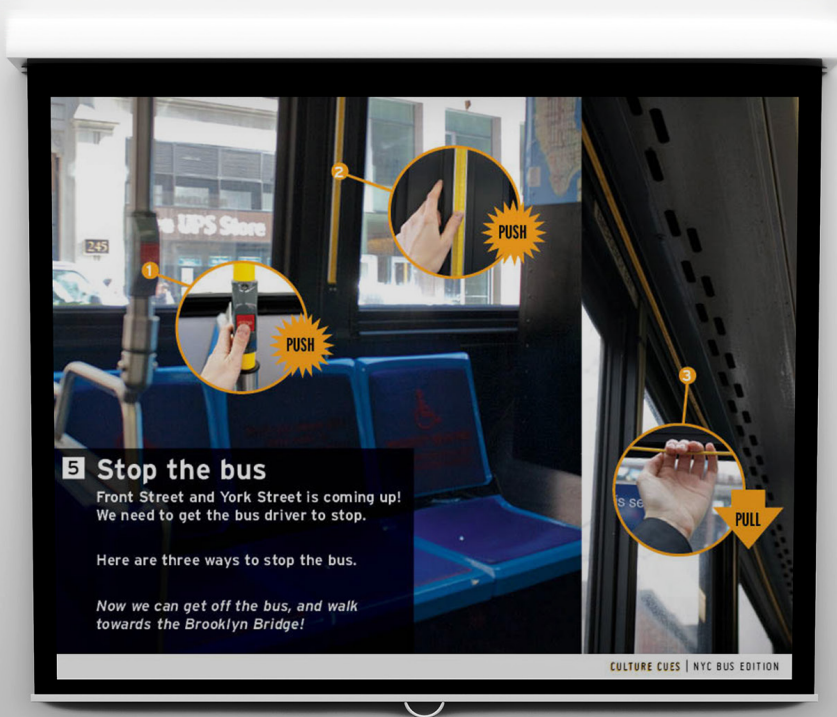 UPS Store
245
2
PUSH
1
PUSH
3
PULL
5 Stop the bus
Front Street and York Street is coming up!
We need to get the bus driver to stop.
Here are three ways to stop the bus.
Now we can get off the bus, and walk
towards the Brooklyn Bridge!
CULTURE CUES | NYC BUS EDITION